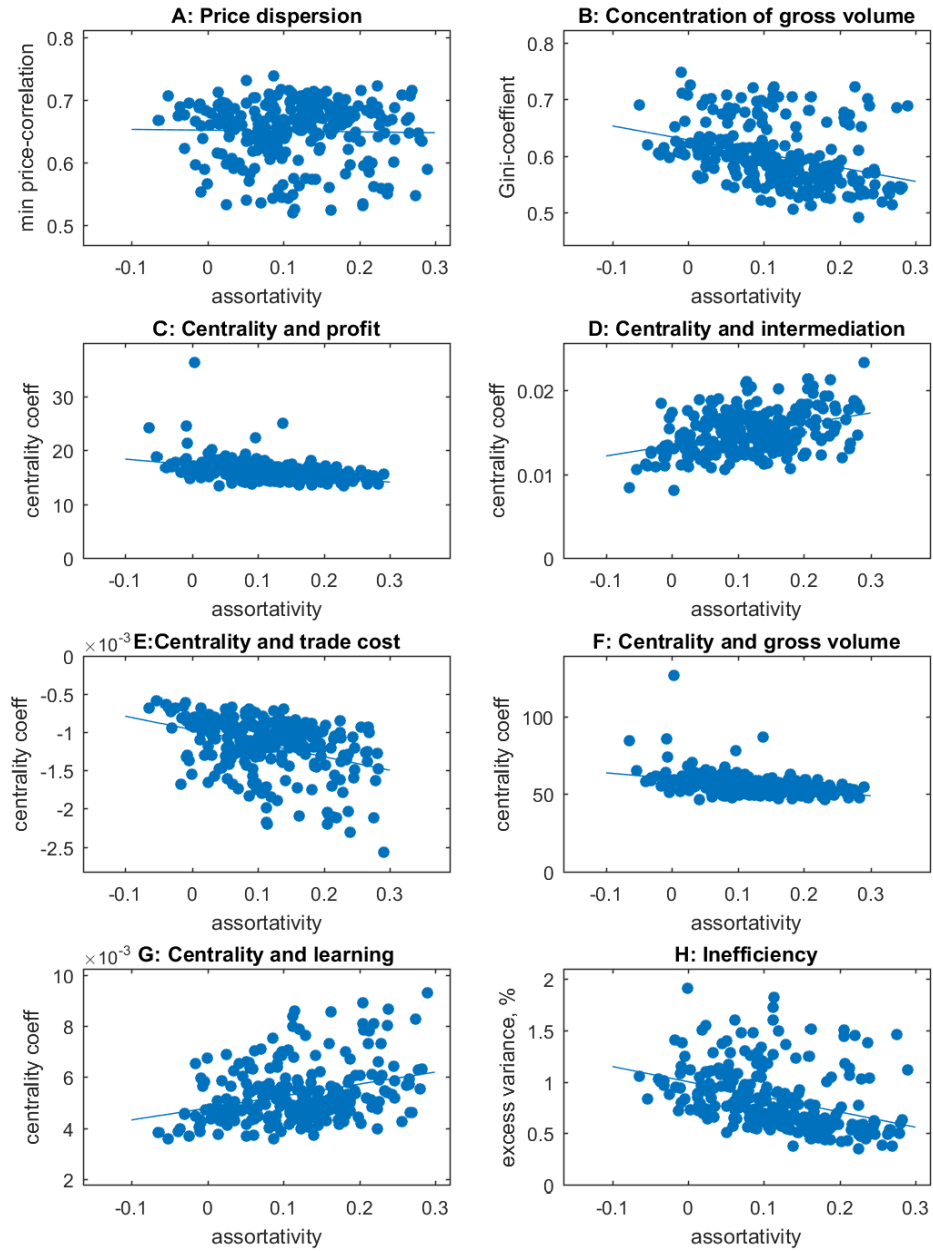 A: Price dispersion
min price-correlation
0.8
0.7
0.6
0.5
-0.1 0 0.1 0.2 0.3
assortativity
B: Concentration of gross volume
Gini-coeffient
0.8
0.7
0.6
0.5
-0.1 0 0.1 0.2 0.3
assortativity
C: Centrality and profit
centrality coeff
30
20
10
0
-0.1 0 0.1 0.2 0.3
assortativity
D: Centrality and intermediation
centrality coeff
0.02
0.01
0
-0.1 0 0.1 0.2 0.3
assortativity
×10-3 E:Centrality and trade cost
centrality coeff
0
-0.5
-1
-1.5
-2
-2.5
-0.1 0 0.1 0.2 0.3
assortativity
F: Centrality and gross volume
centrality coeff
100
50
0
-0.1 0 0.1 0.2 0.3
assortativity
×10-3 G: Centrality and learning
centrality coeff
10
8
6
4
2
-0.1 0 0.1 0.2 0.3
assortativity
H: Inefficiency
excess variance, %
2
1.5
1
0.5
0
-0.1 0 0.1 0.2 0.3
assortativity